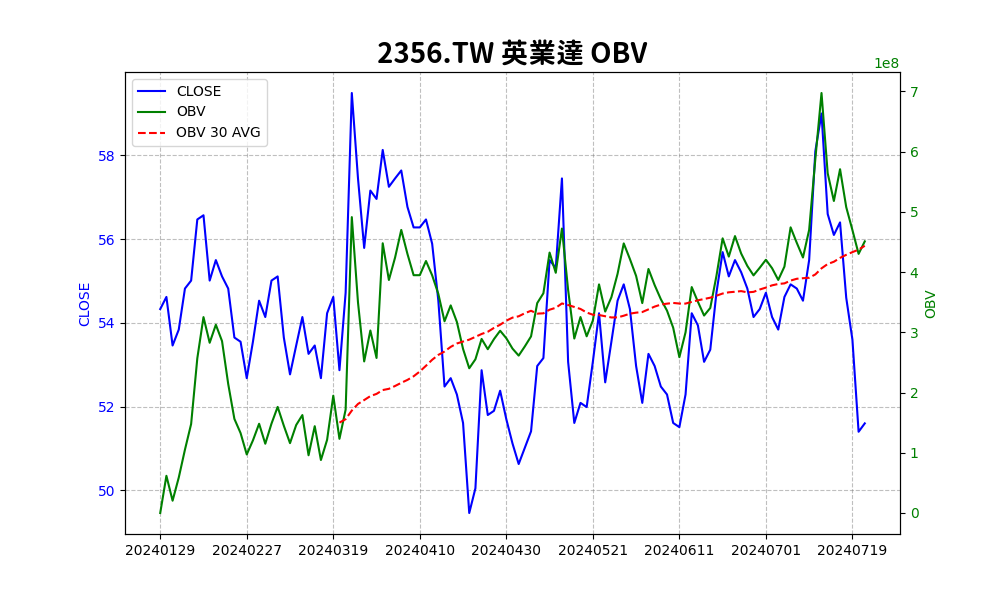 2356.TW 英業達 OBV
1e8
CLOSE
OBV
OBV 30 AVG
CLOSE
58
56
54
52
50
7
6
5
4
3
2
1
0
OBV
20240129 20240227 20240319 20240410 20240430 20240521 20240611 20240701 20240719